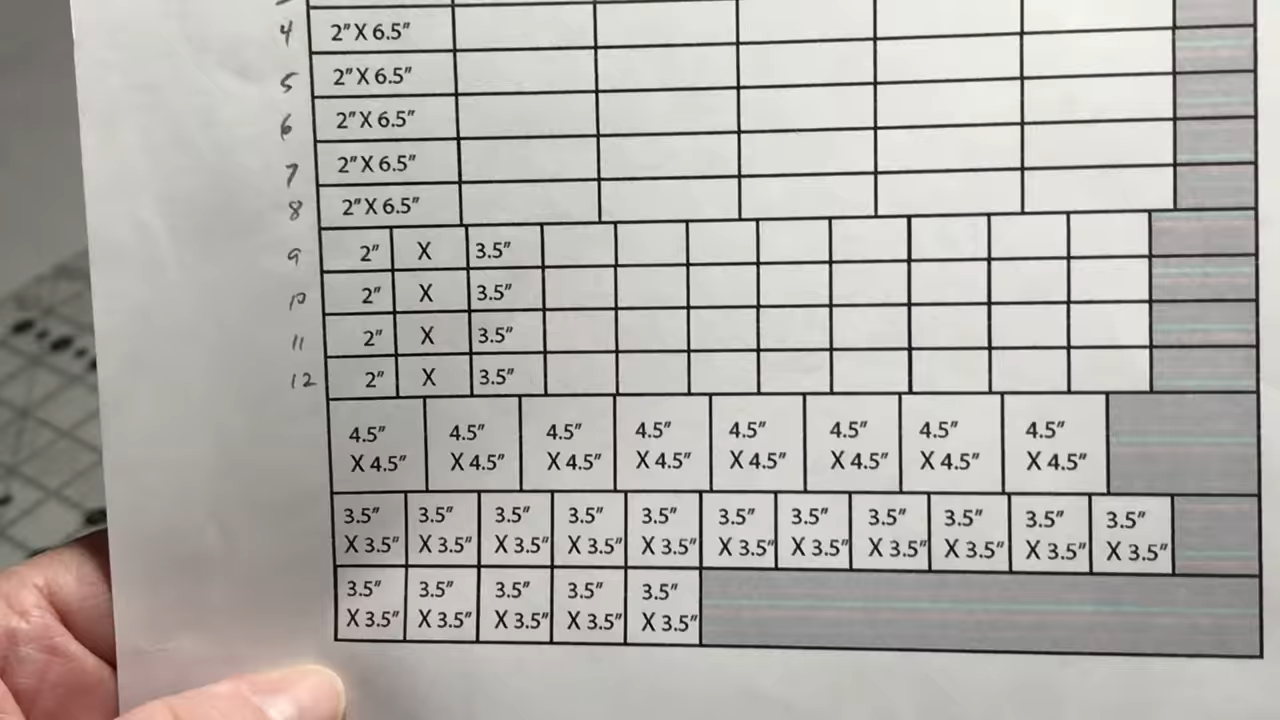 4 2" X 6.5"
5 2" X 6.5"
6 2" X 6.5"
7 2" X 6.5"
8 2" X 6.5"
9 2" X 3.5"
10 2" X 3.5"
11 2" X 3.5"
12 2" X 3.5"
4.5" 4.5" 4.5" 4.5" 4.5" 4.5" 4.5" 4.5"
X 4.5" X 4.5" X 4.5" X 4.5" X 4.5" X 4.5" X 4.5" X 4.5"
3.5" 3.5" 3.5" 3.5" 3.5" 3.5" 3.5" 3.5" 3.5" 3.5" 3.5"
X 3.5" X 3.5" X 3.5" X 3.5" X 3.5" X 3.5" X 3.5" X 3.5" X 3.5" X 3.5" X 3.5"
3.5" 3.5" 3.5" 3.5" 3.5"
X 3.5" X 3.5" X 3.5" X 3.5" X 3.5"